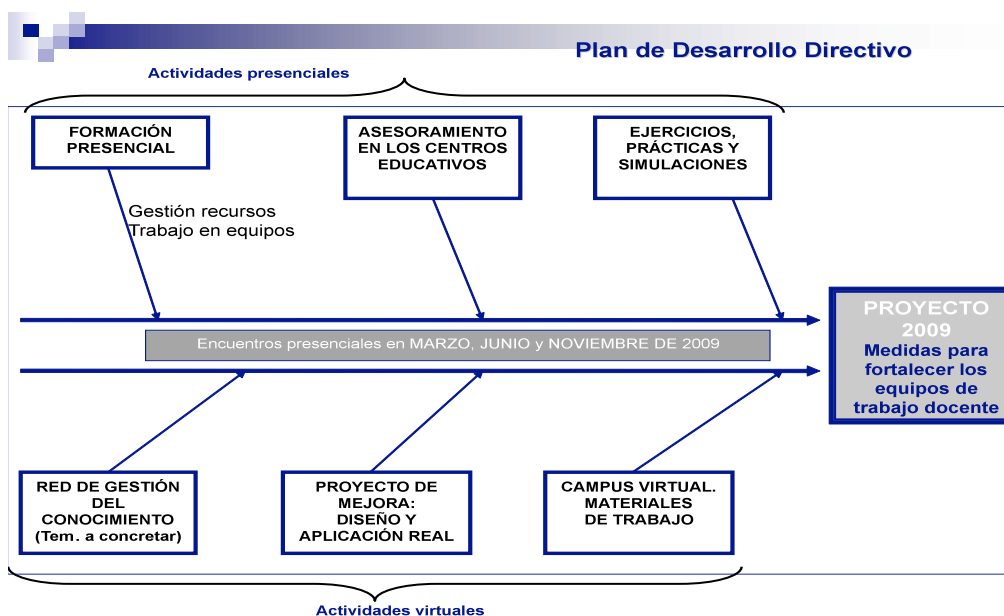 Plan de Desarrollo Directivo
Actividades presenciales
FORMACIÓN
PRESENCIAL
ASESORAMIENTO
EN LOS CENTROS
EDUCATIVOS
EJERCICIOS,
PRÁCTICAS Y
SIMULACIONES
Gestión recursos
Trabajo en equipos
Encuentros presenciales en MARZO, JUNIO y NOVIEMBRE DE 2009
PROYECTO
2009
Medidas para
fortalecer los
equipos de
trabajo docente
RED DE GESTIÓN
DEL
CONOCIMIENTO
(Tem. a concretar)
PROYECTO DE
MEJORA:
DISEÑO Y
APLICACIÓN REAL
CAMPUS VIRTUAL.
MATERIALES
DE TRABAJO
Actividades virtuales